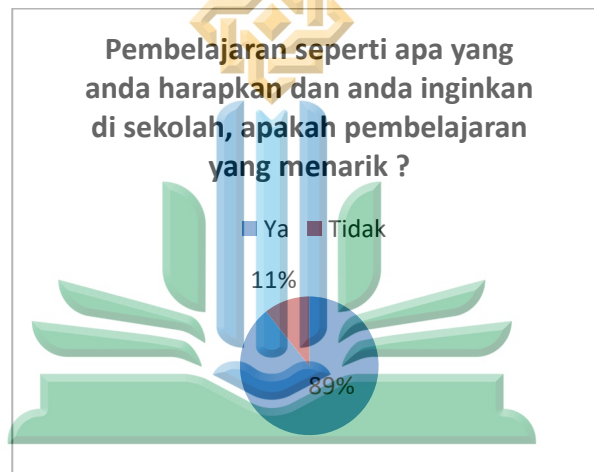 Pembelajaran seperti apa yang
anda harapkan dan anda inginkan
di sekolah, apakah pembelajaran
yang menarik ?
Ya Tidak
11%
89%